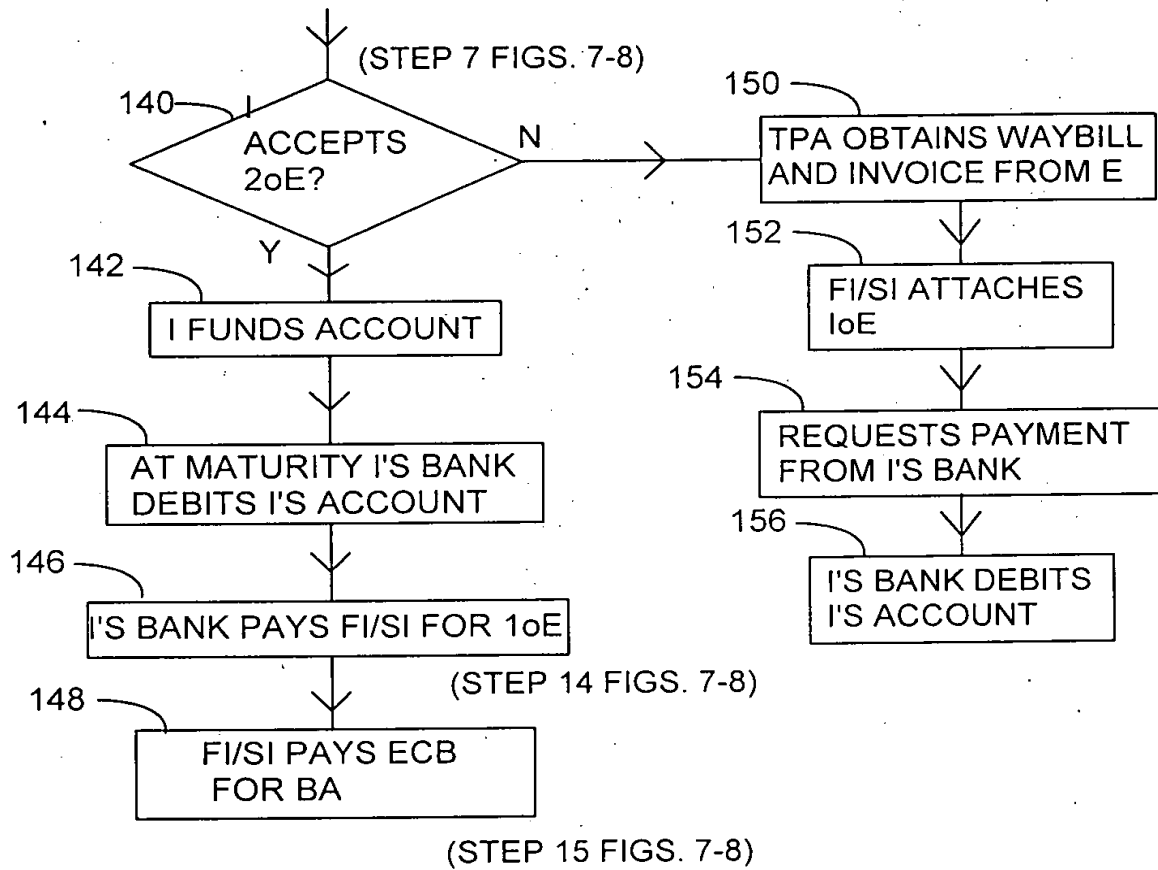 (STEP 7 FIGS. 7-8)
140
I
ACCEPTS
2oE?
N
Y
142
I FUNDS ACCOUNT
144
AT MATURITY I'S BANK
DEBITS I'S ACCOUNT
146
I'S BANK PAYS FI/SI FOR 1oE
(STEP 14 FIGS. 7-8)
148
FI/SI PAYS ECB
FOR BA
(STEP 15 FIGS. 7-8)
150
TPA OBTAINS WAYBILL
AND INVOICE FROM E
152
FI/SI ATTACHES
IoE
154
REQUESTS PAYMENT
FROM I'S BANK
156
I'S BANK DEBITS
I'S ACCOUNT